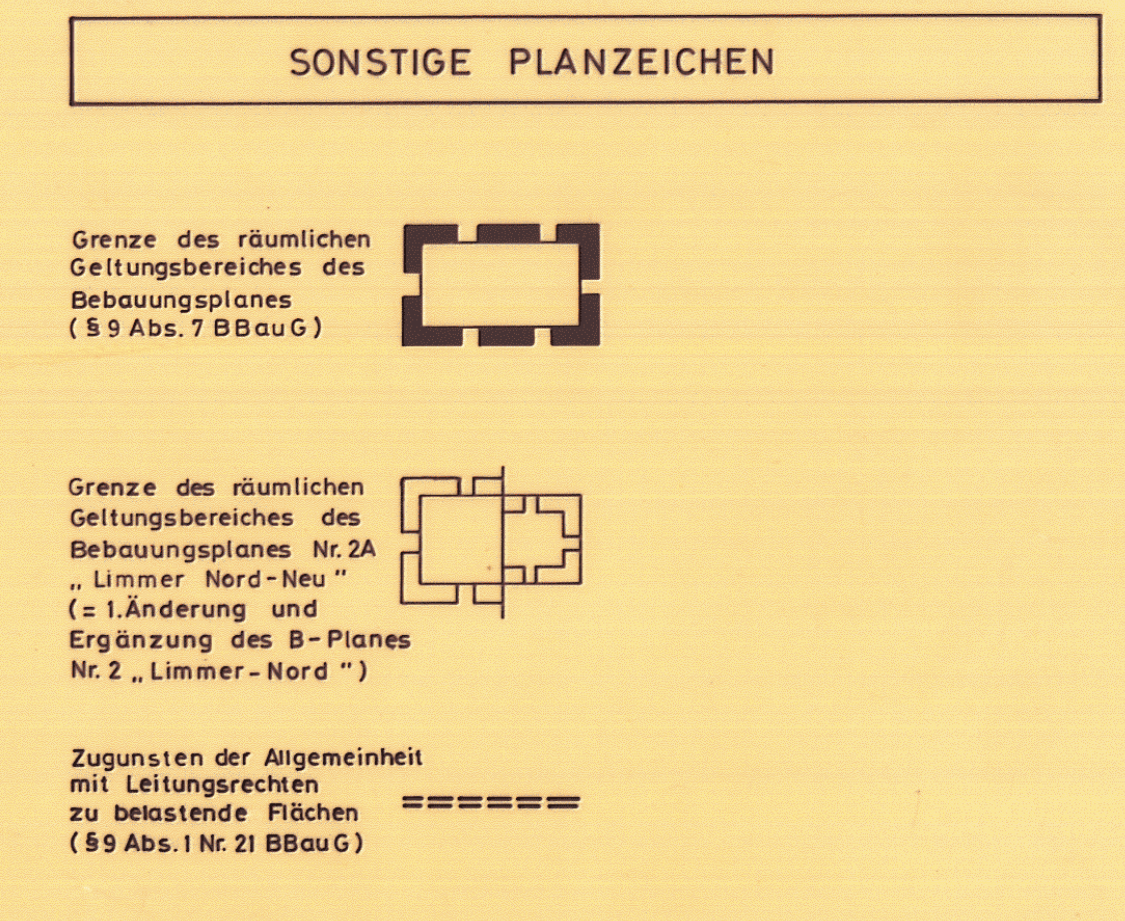 SONSTIGE PLANZEICHEN
Grenze des räumlichen
Geltungsbereiches des
Bebauungsplanes
(§ 9 Abs. 7 BBauG)
Grenze des räumlichen
Geltungsbereiches des
Bebauungsplanes Nr. 2A
„ Limmer Nord-Neu "
(= 1.Änderung und
Ergänzung des B-Planes
Nr. 2 „ Limmer-Nord ")
Zugunsten der Allgemeinheit
mit Leitungsrechten
zu belastende Flächen
(§ 9 Abs. 1 Nr. 21 BBauG)